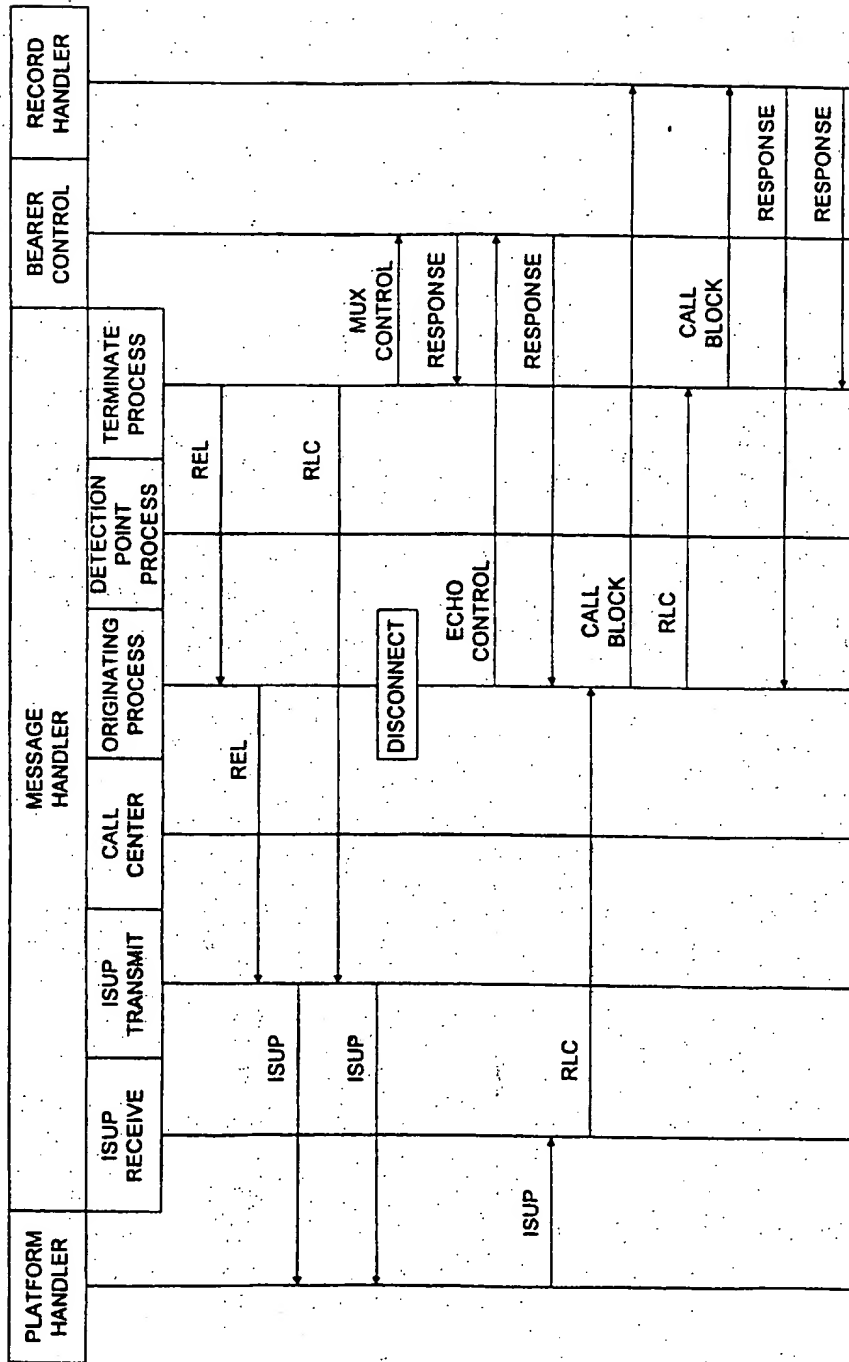 PLATFORM
HANDLER
MESSAGE
HANDLER
BEARER
CONTROL
RECORD
HANDLER
ISUP
RECEIVE
ISUP
TRANSMIT
CALL
CENTER
ORIGINATING
PROCESS
DETECTION
POINT
PROCESS
TERMINATE
PROCESS
REL
REL
ISUP
RLC
ISUP
DISCONNECT
MUX
CONTROL
RESPONSE
ECHO
CONTROL
RESPONSE
ISUP
RLC
CALL
BLOCK
RLC
CALL
BLOCK
RESPONSE
RESPONSE